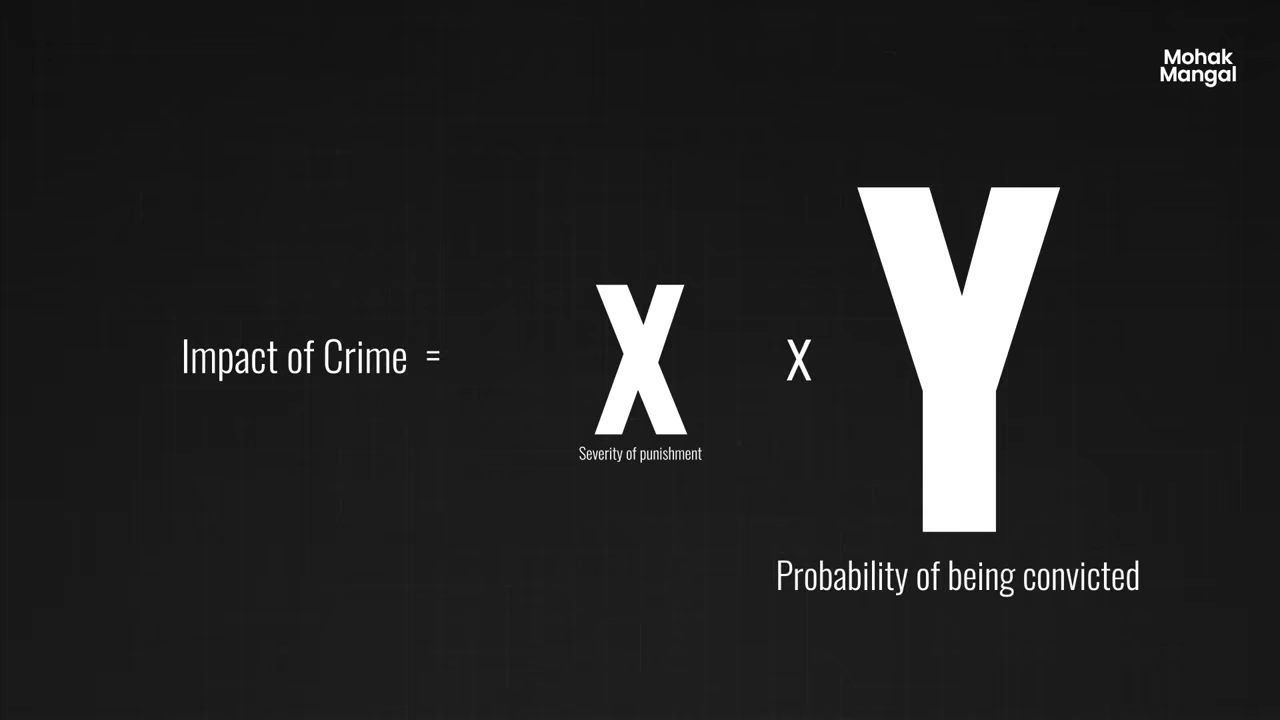 Mohak
Mangal
Impact of Crime = X x Y
Severity of punishment
Probability of being convicted